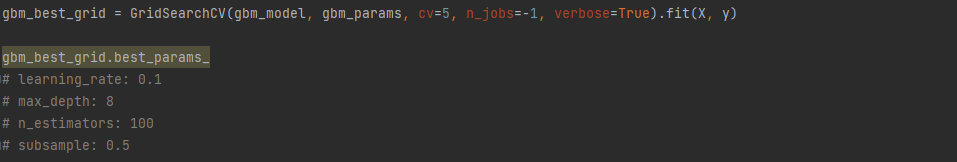 gbm_best_grid = GridSearchCV(gbm_model, gbm_params, cv=5, n_jobs=-1, verbose=True).fit(X, y)
gbm_best_grid.best_params_
# learning_rate: 0.1
# max_depth: 8
# n_estimators: 100
# subsample: 0.5